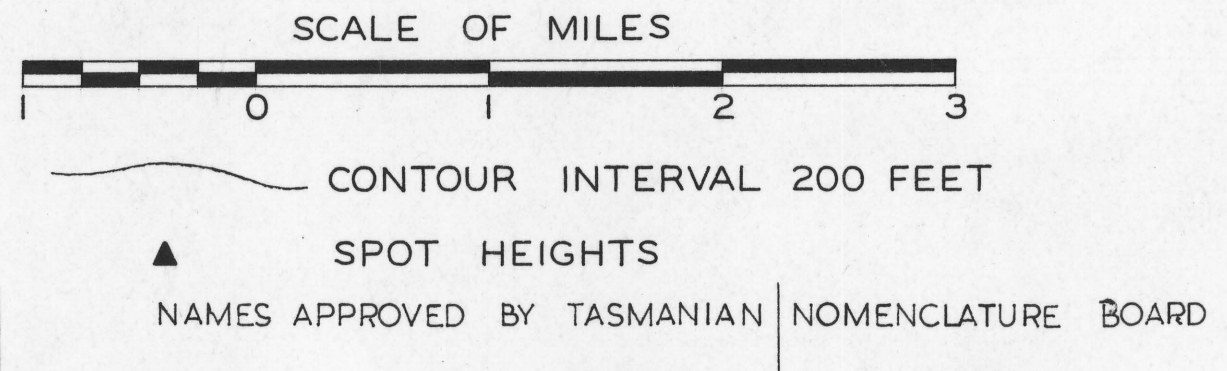 SCALE OF MILES
1 0 1 2 3
CONTOUR INTERVAL 200 FEET
SPOT HEIGHTS
NAMES APPROVED BY TASMANIAN NOMENCLATURE BOARD